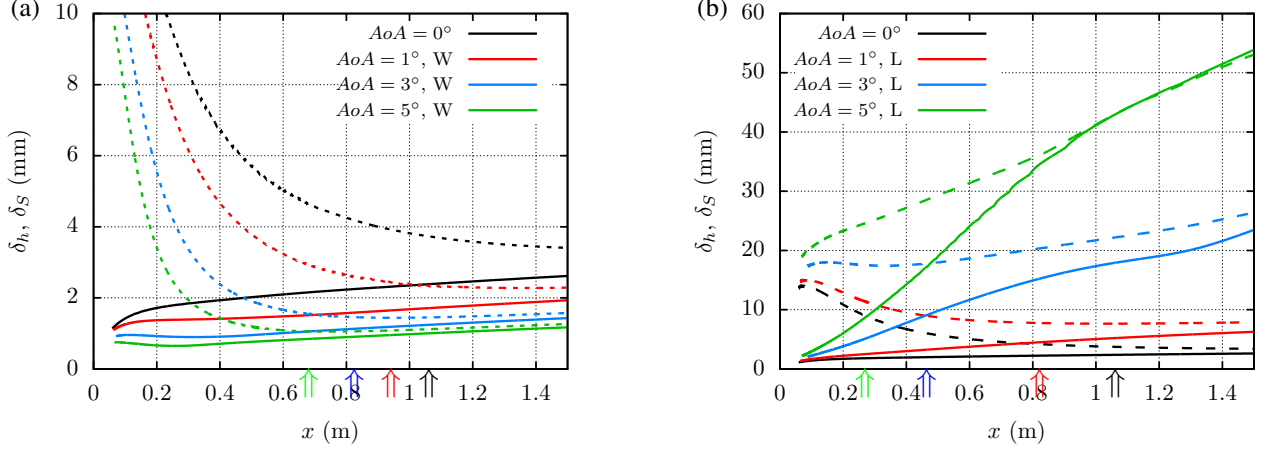 (a)
10
8
6
4
2
0
δh, δS (mm)
AoA = 0°
AoA = 1°, W
AoA = 3°, W
AoA = 5°, W
0 0.2 0.4 0.6 0.8 1 1.2 1.4
x (m)
(b)
60
50
40
30
20
10
0
δh, δS (mm)
AoA = 0°
AoA = 1°, L
AoA = 3°, L
AoA = 5°, L
0 0.2 0.4 0.6 0.8 1 1.2 1.4
x (m)